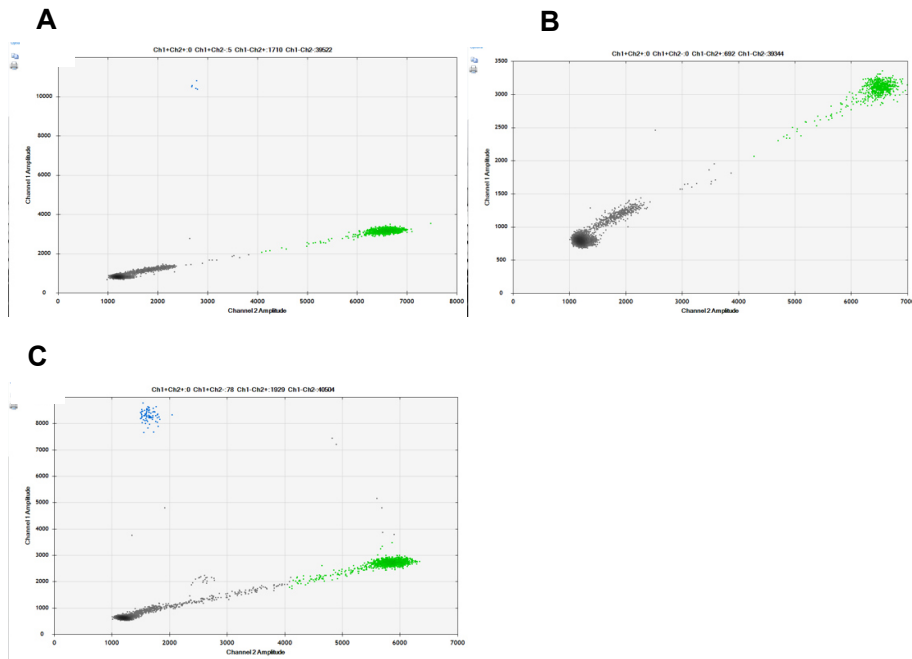 A
B
Ch1+Ch2+:0 Ch1+Ch2-:5 Ch1-Ch2+:1710 Ch1-Ch2-:39522
Ch1+Ch2+:0 Ch1+Ch2-:0 Ch1-Ch2+:692 Ch1-Ch2-:39344
Channel 1 Amplitude
10000
8000
6000
4000
2000
0
0 1000 2000 3000 4000 5000 6000 7000 8000
Channel 2 Amplitude
Channel 1 Amplitude
3500
3000
2500
2000
1500
1000
500
0
0 1000 2000 3000 4000 5000 6000 7000
Channel 2 Amplitude
C
Ch1+Ch2+:0 Ch1+Ch2-:78 Ch1-Ch2+:1929 Ch1-Ch2-:40504
Channel 1 Amplitude
8000
7000
6000
5000
4000
3000
2000
1000
0
0 1000 2000 3000 4000 5000 6000 7000
Channel 2 Amplitude